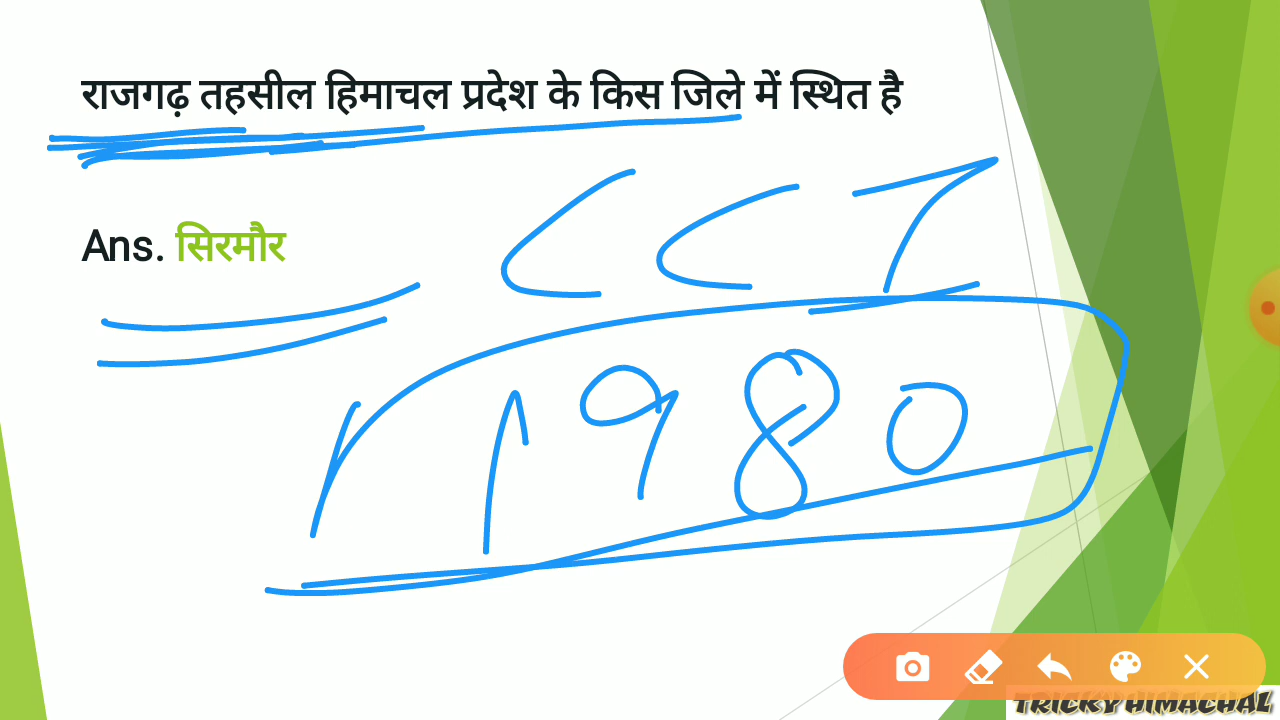 राजगढ़ तहसील हिमाचल प्रदेश के किस जिले में स्थित है
Ans. सिरमौर
1980
TRICKY HIMACHAL